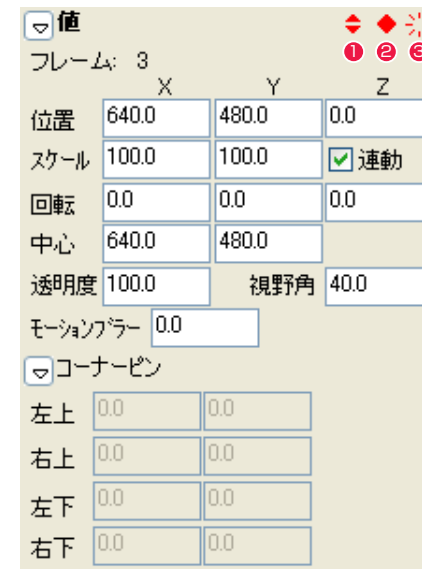 値
❶ ❷ ❸
フレーム: 3
X Y Z
位置 640.0 480.0 0.0
スケール 100.0 100.0 連動
回転 0.0 0.0 0.0
中心 640.0 480.0
透明度 100.0 視野角 40.0
モーションブラー 0.0
コーナーピン
左上 0.0 0.0
右上 0.0 0.0
左下 0.0 0.0
右下 0.0 0.0